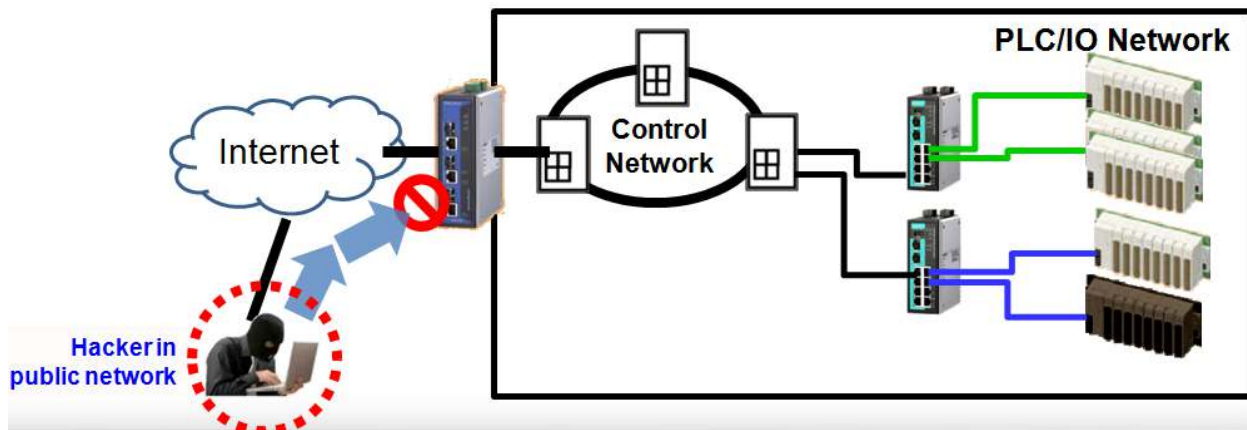 PLC/IO Network
Internet
Control
Network
Hacker in
public network